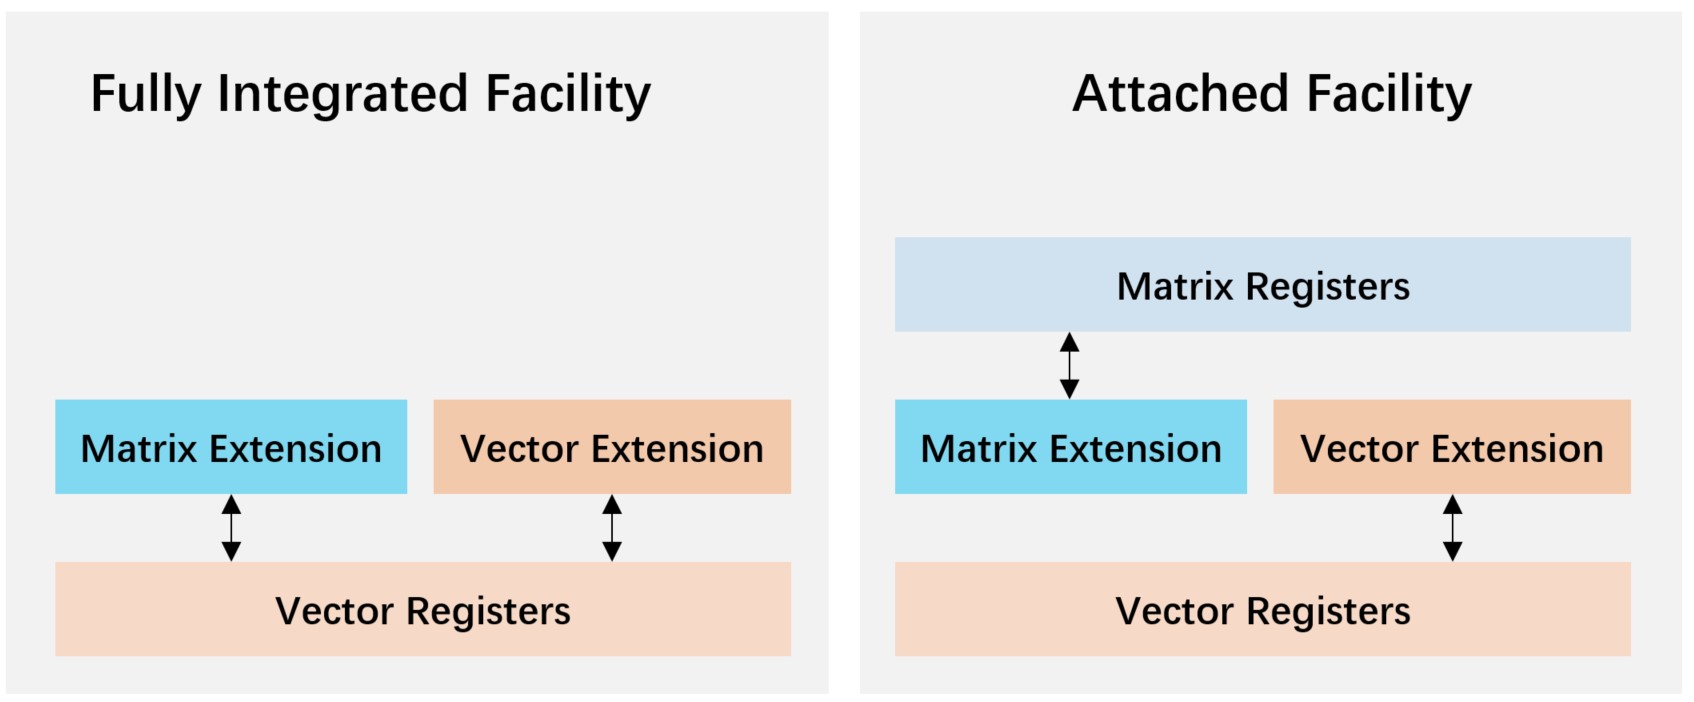 Fully Integrated Facility
Matrix Extension
Vector Extension
Vector Registers
Attached Facility
Matrix Registers
Matrix Extension
Vector Extension
Vector Registers